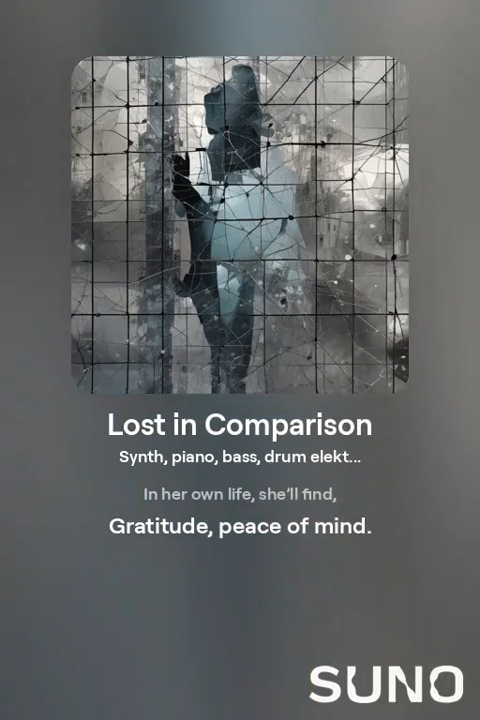 Lost in Comparison
Synth, piano, bass, drum elekt...
In her own life, she'll find,
Gratitude, peace of mind.
SUNO